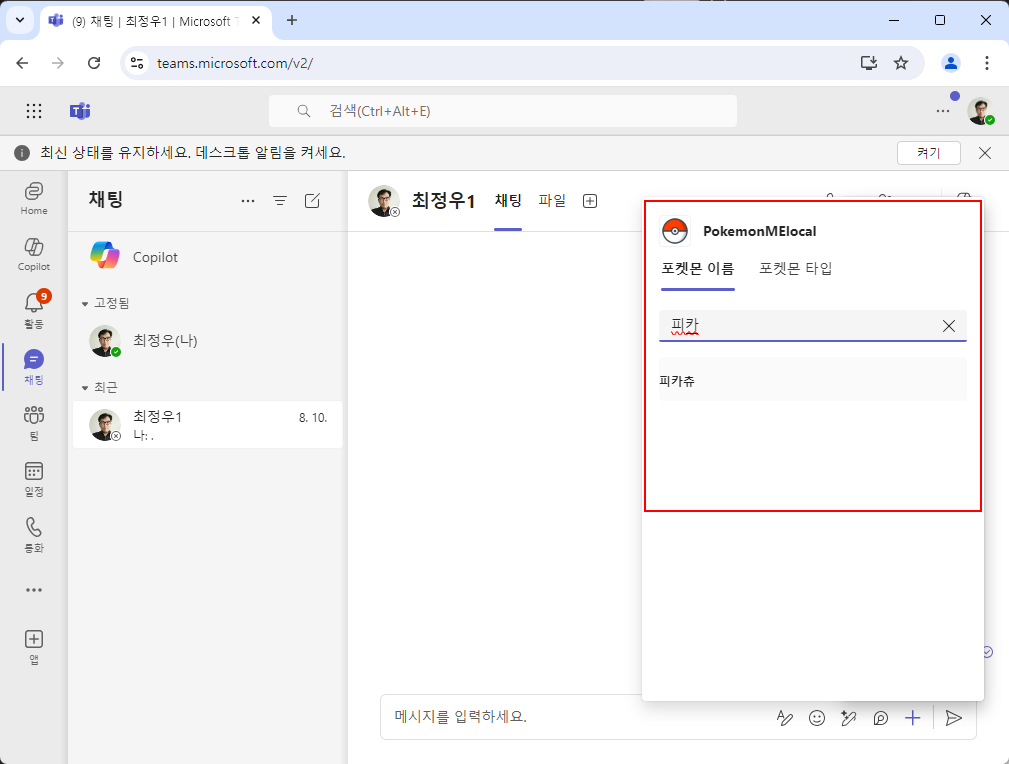 (9) 채팅 | 최정우1 | Microsoft T
teams.microsoft.com/v2/
검색(Ctrl+Alt+E)
최신 상태를 유지하세요. 데스크톱 알림을 켜세요.
켜기
Home
Copilot
9
활동
채팅
팀
일정
통화
앱
채팅
Copilot
고정됨
최정우(나)
최근
최정우1
8. 10.
나: .
최정우1
채팅
파일
PokemonMElocal
포켓몬 이름
포켓몬 타입
피카
피카츄
메시지를 입력하세요.